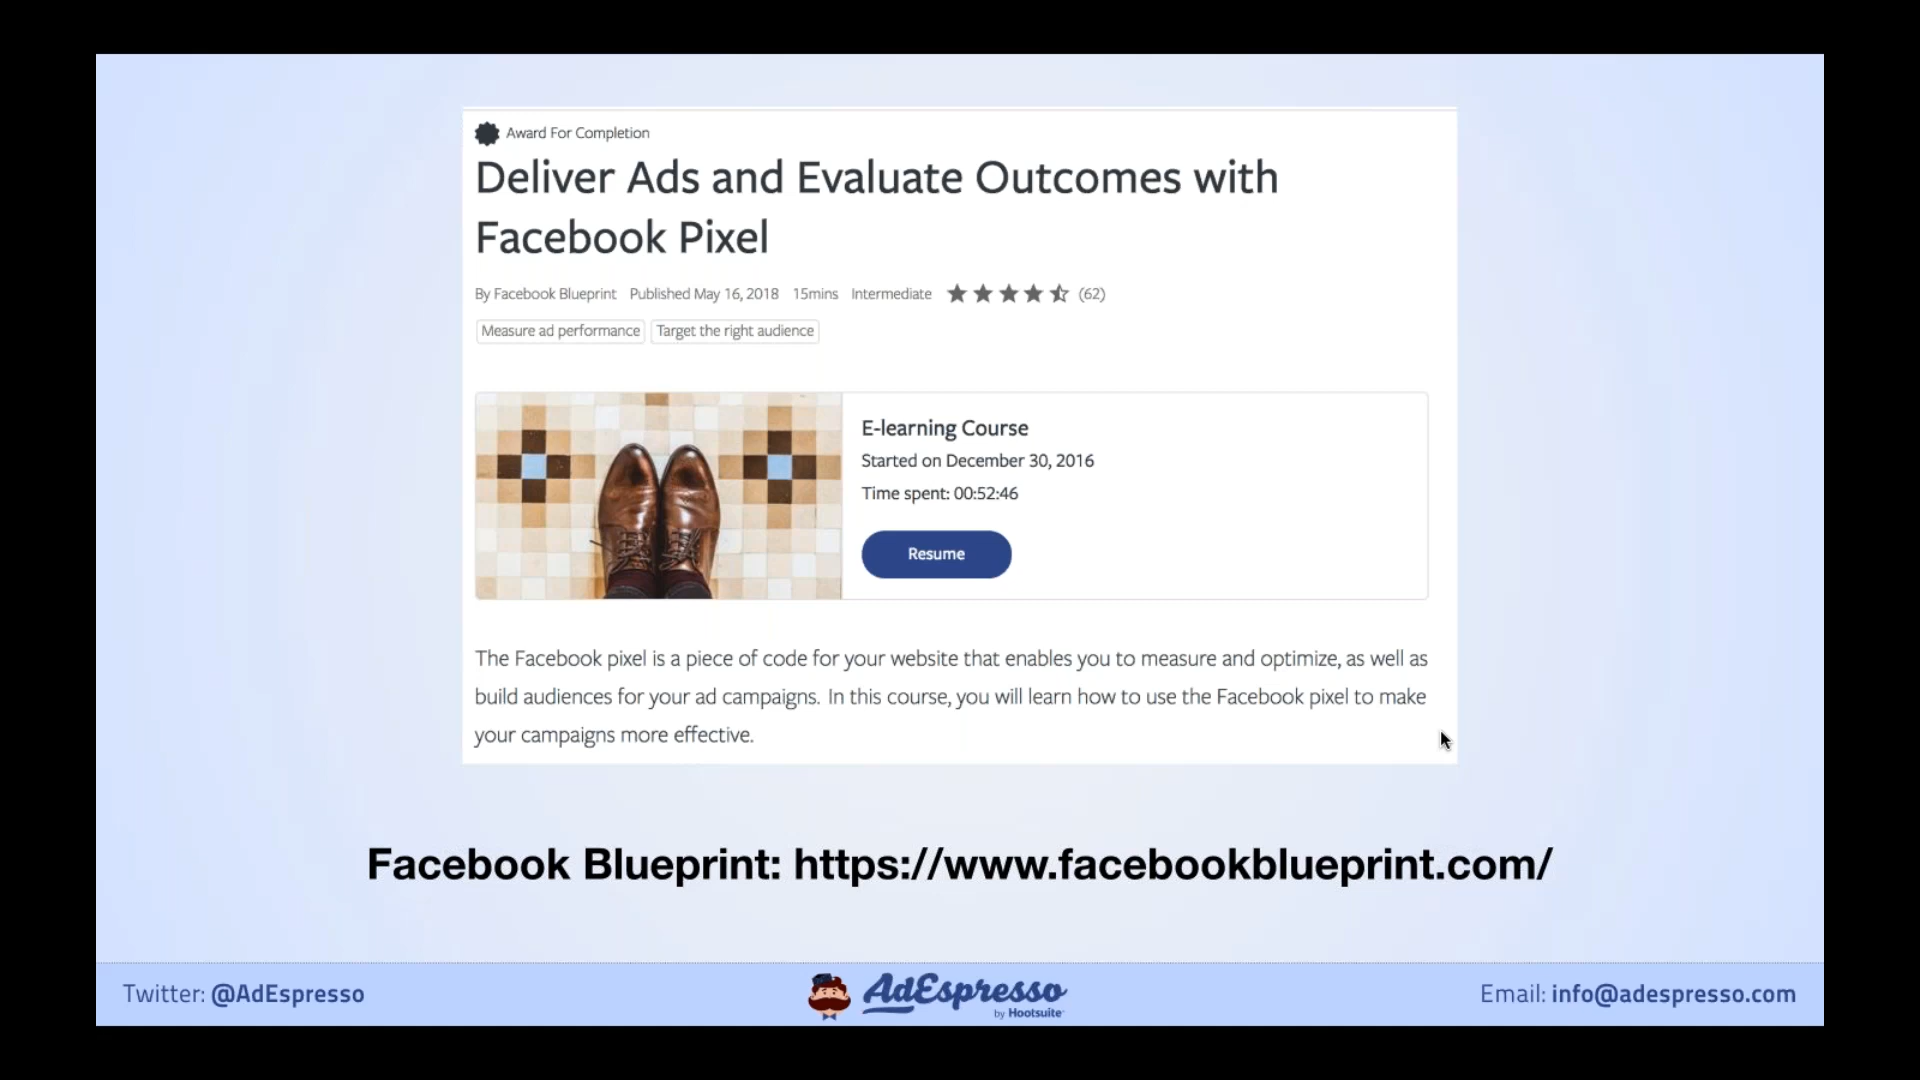 Award For Completion
Deliver Ads and Evaluate Outcomes with
Facebook Pixel
By Facebook Blueprint Published May 16, 2018 15mins Intermediate (62)
Measure ad performance Target the right audience
E-learning Course
Started on December 30, 2016
Time spent: 00:52:46
Resume
The Facebook pixel is a piece of code for your website that enables you to measure and optimize, as well as
build audiences for your ad campaigns. In this course, you will learn how to use the Facebook pixel to make
your campaigns more effective.
Facebook Blueprint: https://www.facebookblueprint.com/
Twitter: @AdEspresso
AdEspresso
by Hootsuite™
Email: info@adespresso.com